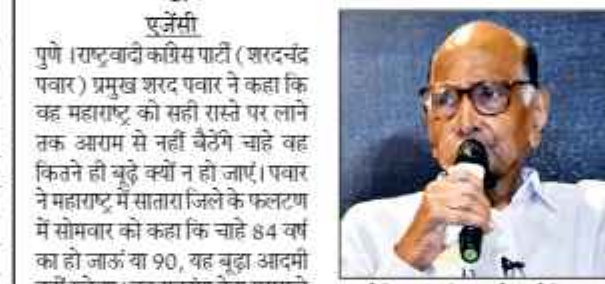 एजेंसी
पुणे ।राष्ट्रवादी कांग्रेस पार्टी (शरदचंद्र
पवार) प्रमुख शरद पवार ने कहा कि
वह महाराष्ट्र को सही रास्ते पर लाने
तक आराम से नहीं बैठेंगे चाहे वह
कितने ही बूढ़े क्यों न हो जाएं। पवार
ने महाराष्ट्र में सातारा जिले के फलटण
में सोमवार को कहा कि चाहे 84 वर्ष
का हो जाऊं या 90, यह बूढ़ा आदमी